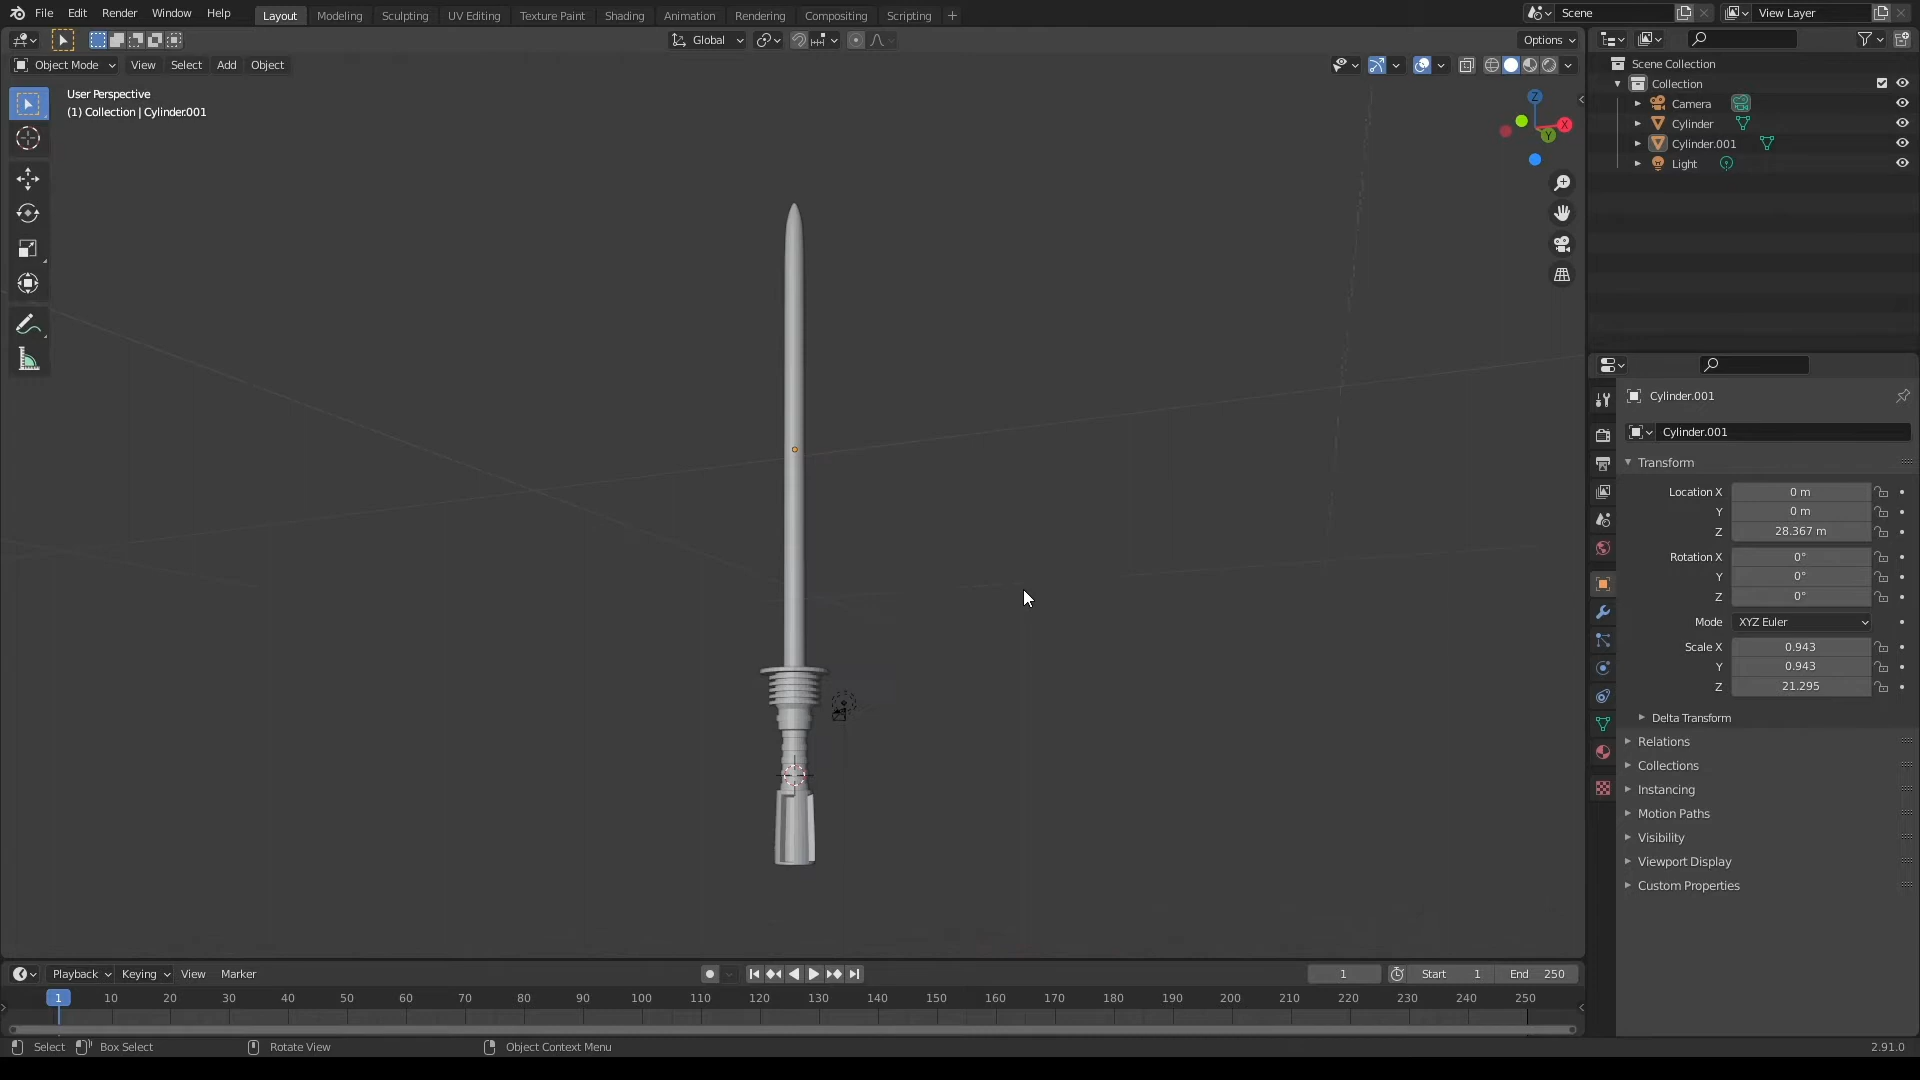 File Edit Render Window Help Layout Modeling Sculpting UV Editing Texture Paint Shading Animation Rendering Compositing Scripting + Scene View Layer
Global Options
Object Mode View Select Add Object
User Perspective
(1) Collection | Cylinder.001
Z
X
Y
Scene Collection
Collection
Camera
Cylinder
Cylinder.001
Light
Cylinder.001
Cylinder.001
Transform
Location X 0 m
Y 0 m
Z 28.367 m
Rotation X 0°
Y 0°
Z 0°
Mode XYZ Euler
Scale X 0.943
Y 0.943
Z 21.295
Delta Transform
Relations
Collections
Instancing
Motion Paths
Visibility
Viewport Display
Custom Properties
Playback Keying View Marker 1 Start 1 End 250
1 10 20 30 40 50 60 70 80 90 100 110 120 130 140 150 160 170 180 190 200 210 220 230 240 250
Select Box Select Rotate View Object Context Menu 2.91.0